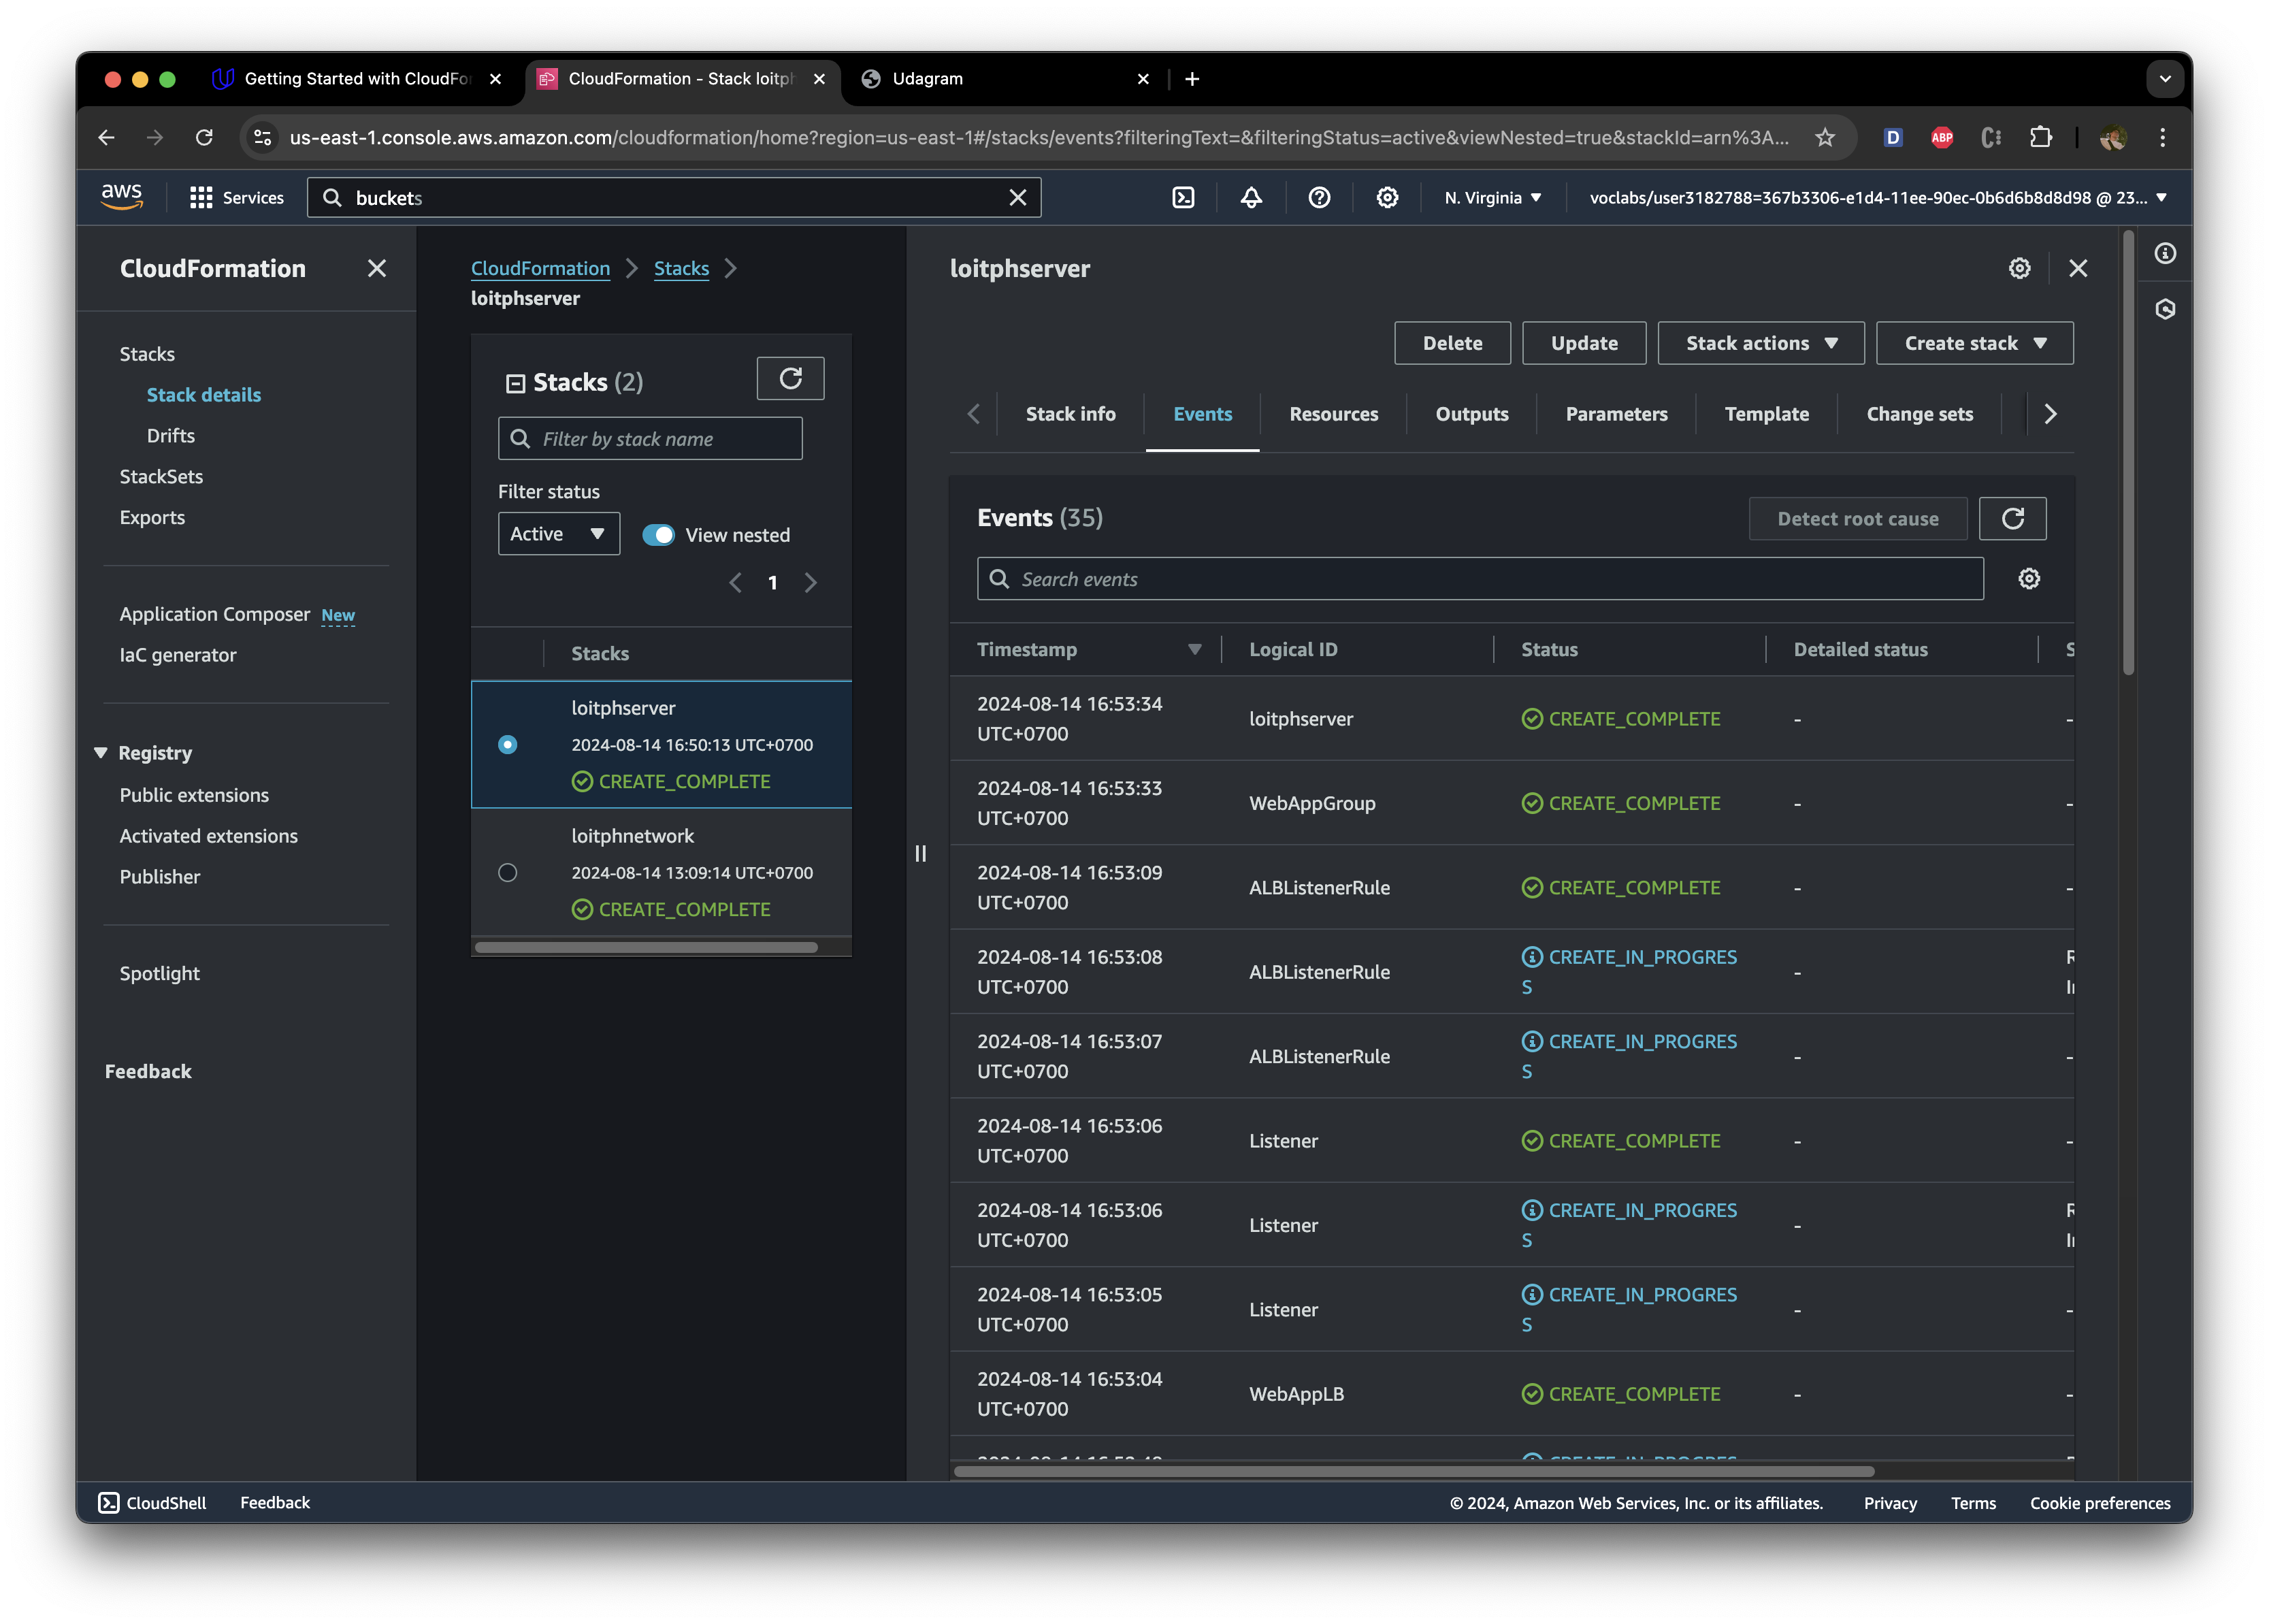 Getting Started with CloudFor
CloudFormation - Stack loitph
Udagram
us-east-1.console.aws.amazon.com/cloudformation/home?region=us-east-1#/stacks/events?filteringText=&filteringStatus=active&viewNested=true&stackId=arn%3A...
D
ABP
aws
Services
buckets
N. Virginia
voclabs/user3182788=367b3306-e1d4-11ee-90ec-0b6d6b8d8d98 @ 23...
CloudFormation
Stacks
Stack details
Drifts
StackSets
Exports
Application Composer New
IaC generator
Registry
Public extensions
Activated extensions
Publisher
Spotlight
Feedback
CloudFormation
Stacks
loitphserver
Stacks (2)
Filter by stack name
Filter status
Active
View nested
1
Stacks
loitphserver
2024-08-14 16:50:13 UTC+0700
CREATE_COMPLETE
loitphnetwork
2024-08-14 13:09:14 UTC+0700
CREATE_COMPLETE
loitphserver
Delete
Update
Stack actions
Create stack
Stack info
Events
Resources
Outputs
Parameters
Template
Change sets
Events (35)
Detect root cause
Search events
Timestamp
Logical ID
Status
Detailed status
S
2024-08-14 16:53:34
UTC+0700
loitphserver
CREATE_COMPLETE
-
-
2024-08-14 16:53:33
UTC+0700
WebAppGroup
CREATE_COMPLETE
-
-
2024-08-14 16:53:09
UTC+0700
ALBListenerRule
CREATE_COMPLETE
-
-
2024-08-14 16:53:08
UTC+0700
ALBListenerRule
CREATE_IN_PROGRES
S
-
2024-08-14 16:53:07
UTC+0700
ALBListenerRule
CREATE_IN_PROGRES
S
-
-
2024-08-14 16:53:06
UTC+0700
Listener
CREATE_COMPLETE
-
-
2024-08-14 16:53:06
UTC+0700
Listener
CREATE_IN_PROGRES
S
-
2024-08-14 16:53:05
UTC+0700
Listener
CREATE_IN_PROGRES
S
-
-
2024-08-14 16:53:04
UTC+0700
WebAppLB
CREATE_COMPLETE
-
-
CloudShell
Feedback
© 2024, Amazon Web Services, Inc. or its affiliates.
Privacy
Terms
Cookie preferences